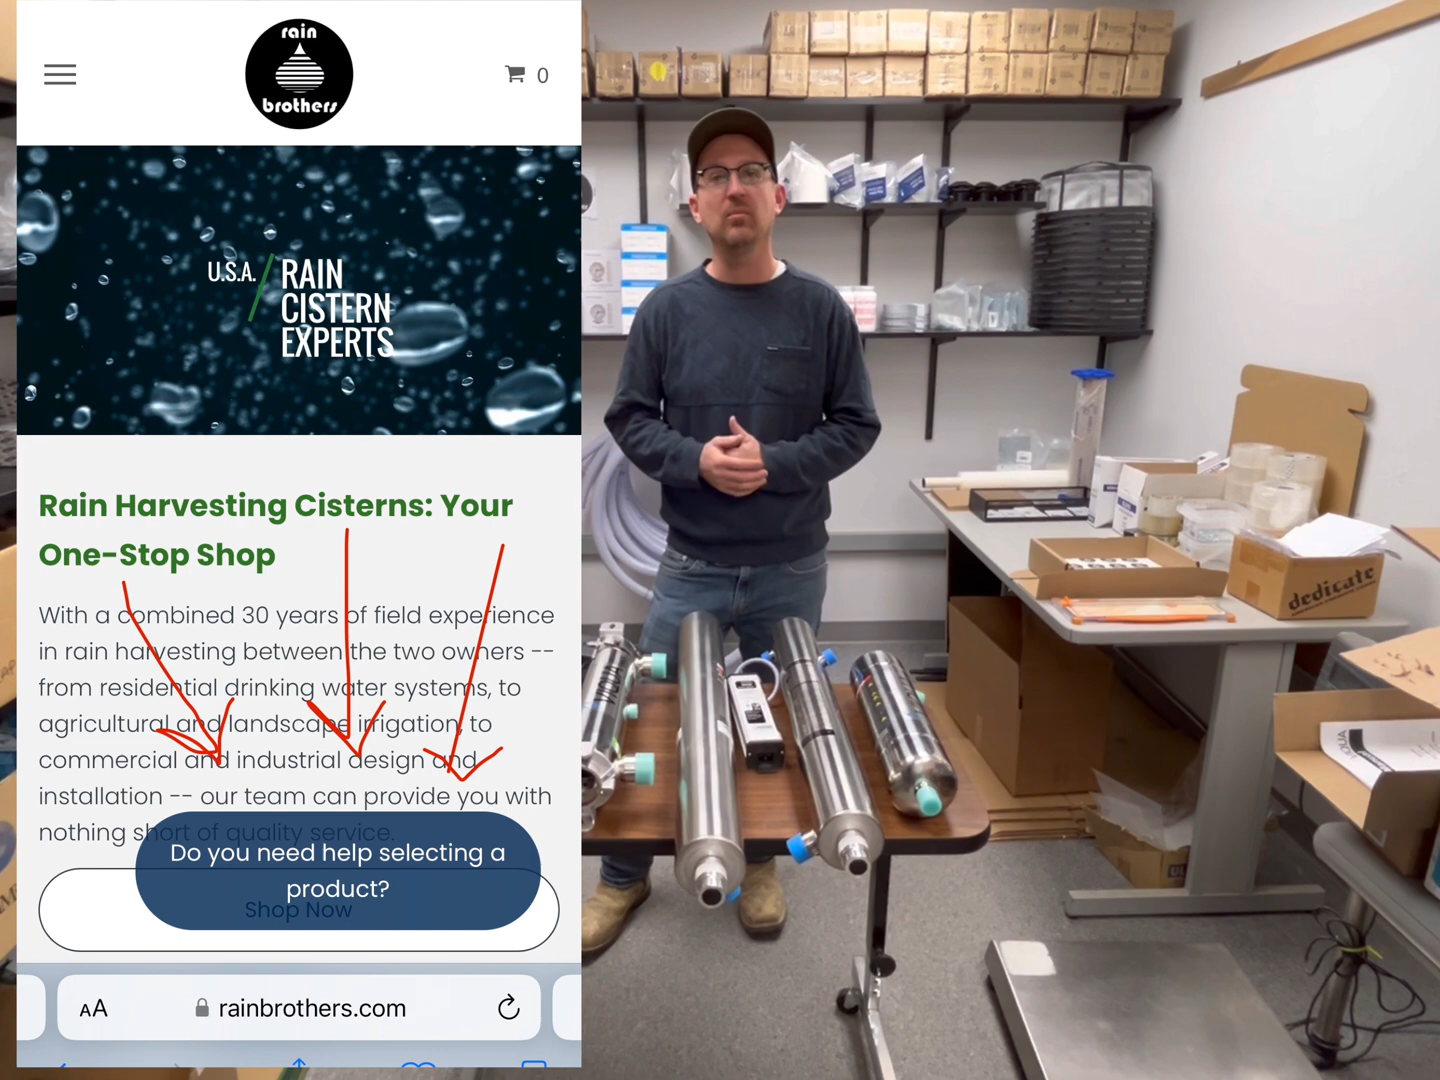 rain
brothers
0
U.S.A.
RAIN
CISTERN
EXPERTS
Rain Harvesting Cisterns: Your
One-Stop Shop
With a combined 30 years of field experience
in rain harvesting between the two owners --
from residential drinking water systems, to
agricultural and landscape irrigation, to
commercial and industrial design and
installation -- our team can provide you with
nothing short of quality service.
Do you need help selecting a
product?
Shop Now
AA
rainbrothers.com
dedicate